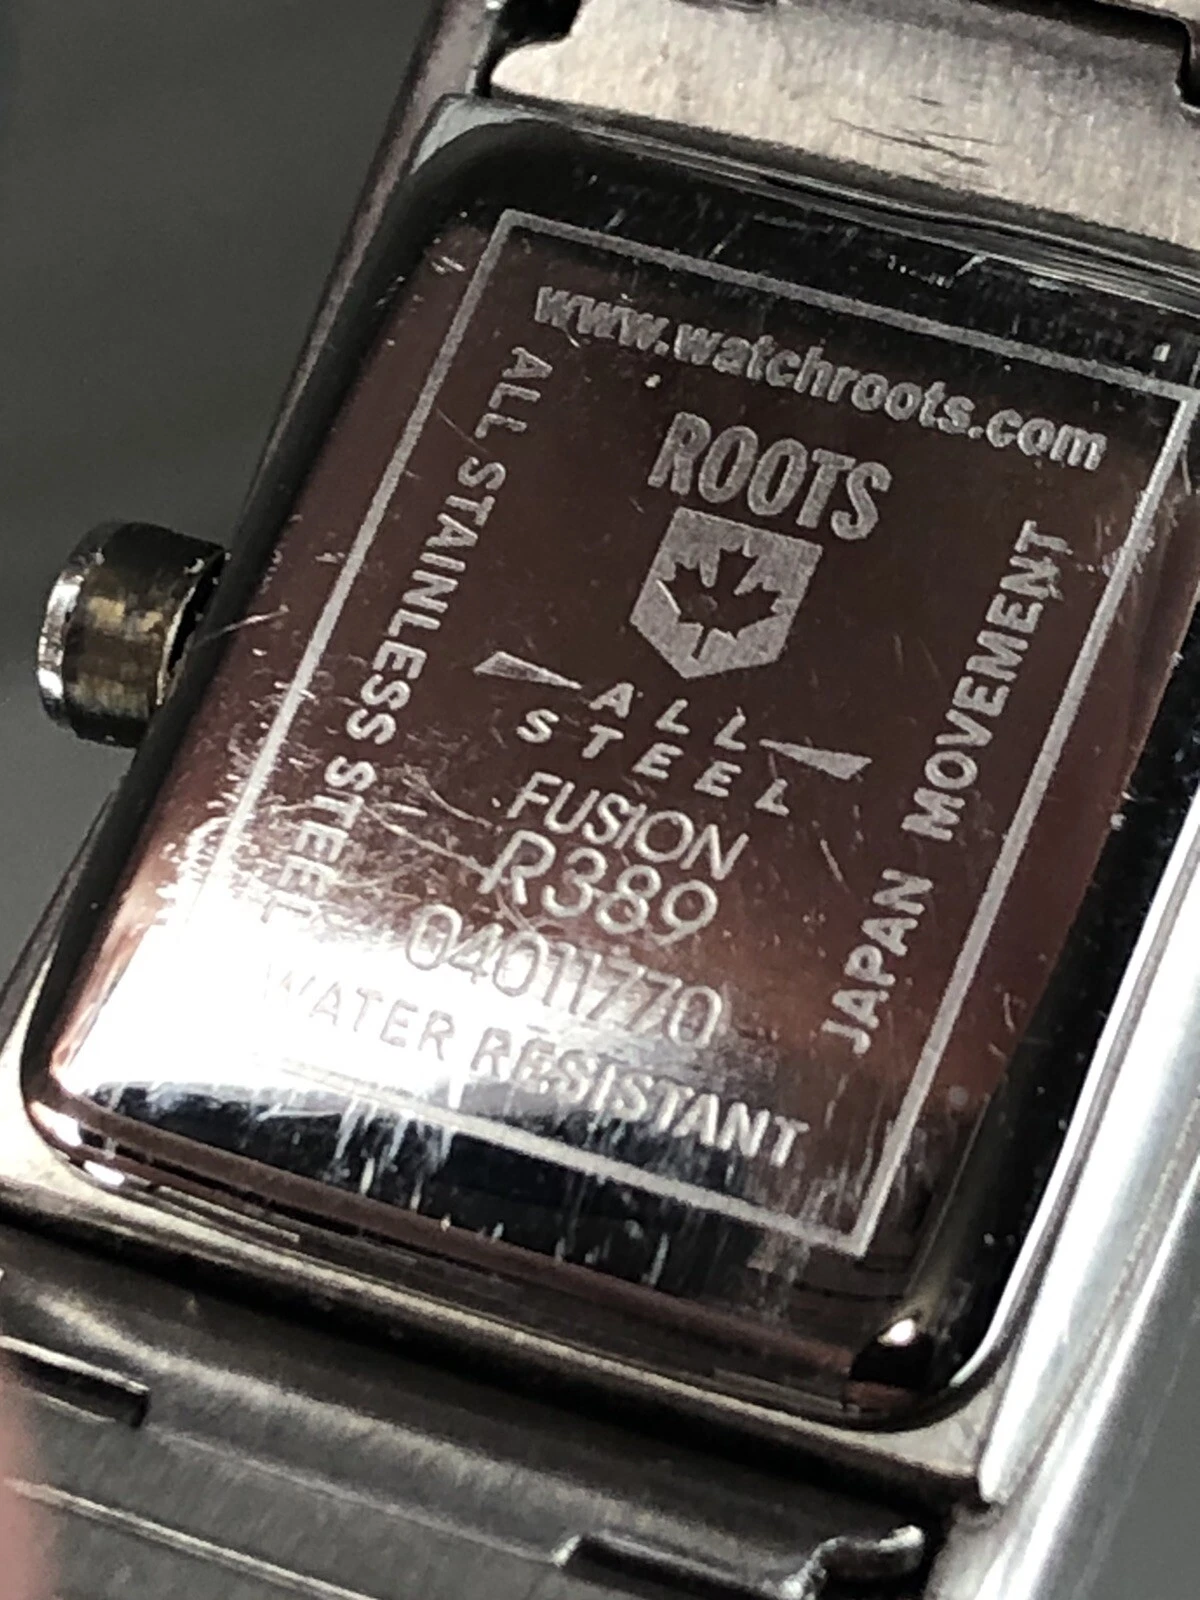 www.watchroots.com
ROOTS
ALL
STEEL
FUSION
R389
04011770
WATER RESISTANT
ALL STAINLESS STEEL
JAPAN MOVEMENT